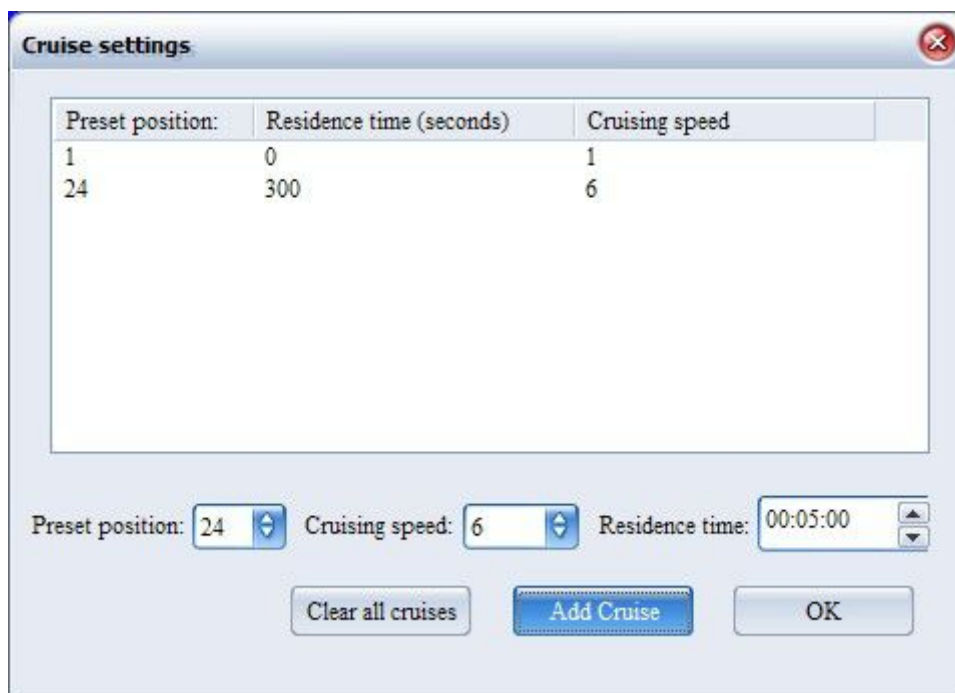 Cruise settings
Preset position: Residence time (seconds) Cruising speed
1 0 1
24 300 6
Preset position: 24 Cruising speed: 6 Residence time: 00:05:00
Clear all cruises Add Cruise OK